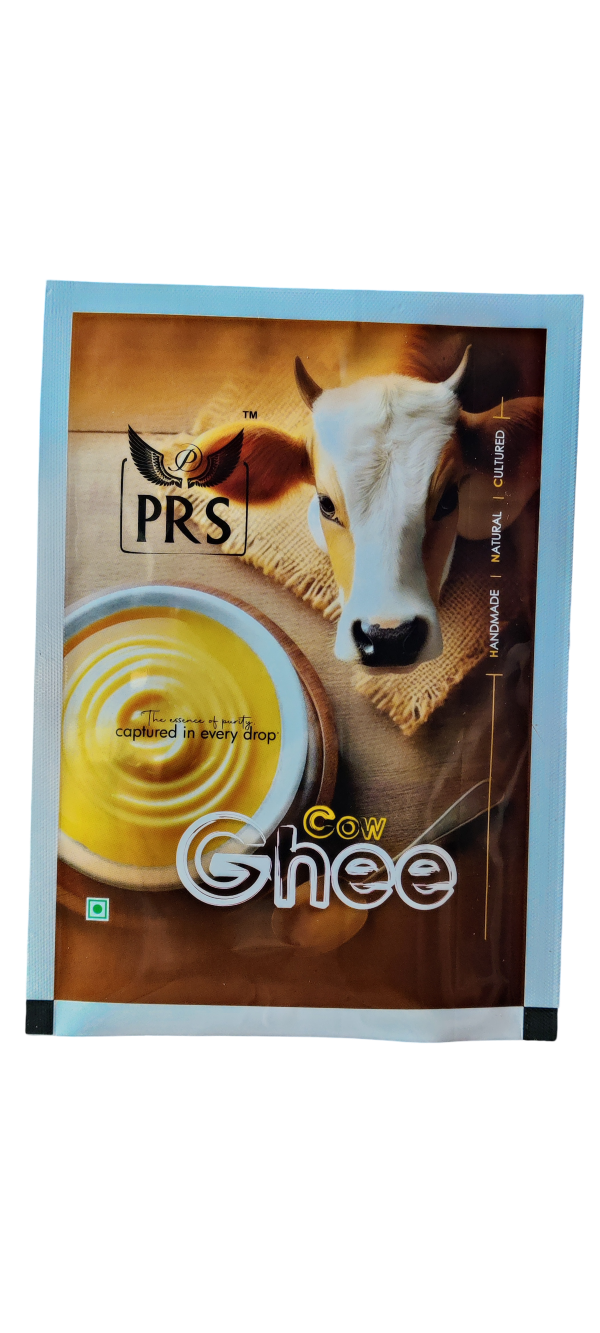 TM
P
PRS
HANDMADE | NATURAL | CULTURED
The essence of purity,
captured in every drop
Cow
Ghee